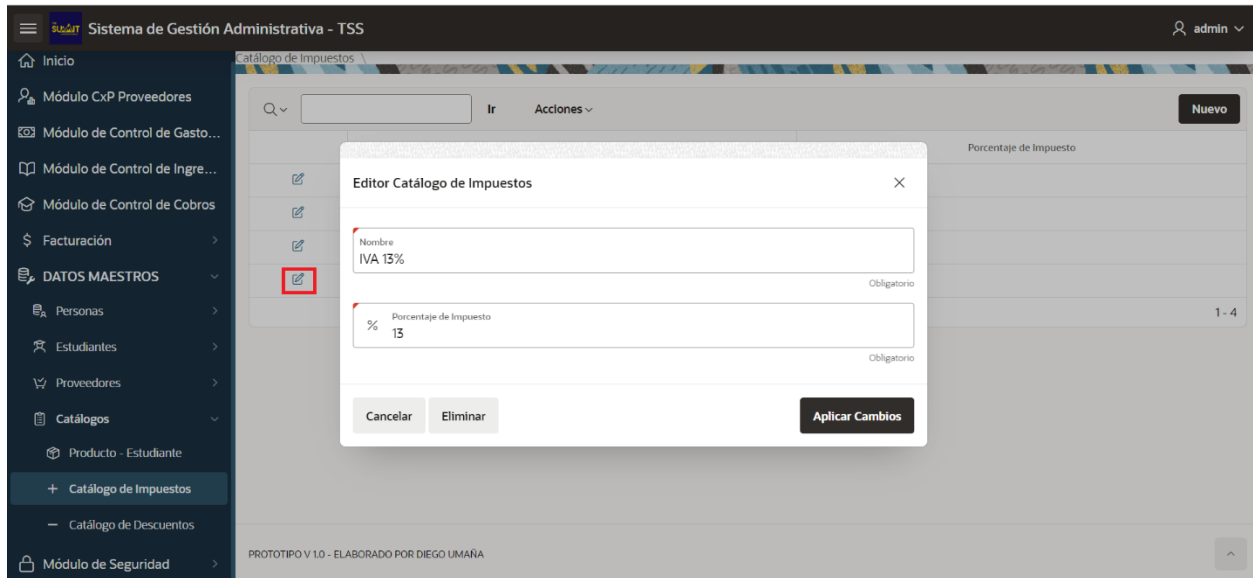 THE SUMMIT
Sistema de Gestión Administrativa - TSS
admin
Inicio
Módulo CxP Proveedores
Módulo de Control de Gasto...
Módulo de Control de Ingre...
Módulo de Control de Cobros
Facturación
DATOS MAESTROS
Personas
Estudiantes
Proveedores
Catálogos
Producto - Estudiante
Catálogo de Impuestos
Catálogo de Descuentos
Módulo de Seguridad
Catálogo de Impuestos \
Ir
Acciones
Nuevo
Porcentaje de Impuesto
1 - 4
Editor Catálogo de Impuestos
Nombre
IVA 13%
Obligatorio
Porcentaje de Impuesto
% 13
Obligatorio
Cancelar
Eliminar
Aplicar Cambios
PROTOTIPO V 1.0 - ELABORADO POR DIEGO UMAÑA